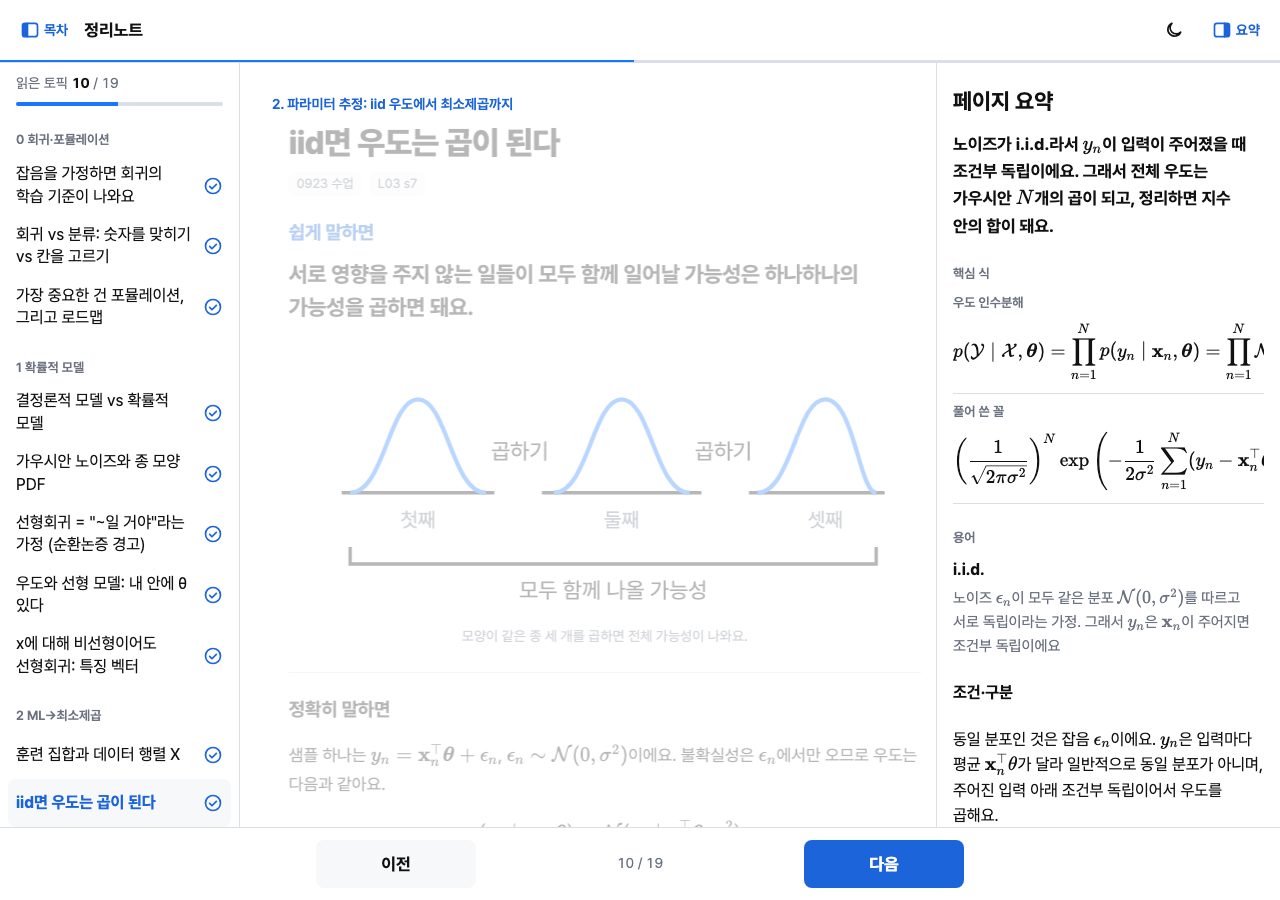 목차 정리노트 요약
읽은 토픽 10 / 19
0 회귀·포뮬레이션
잡음을 가정하면 회귀의
학습 기준이 나와요
회귀 vs 분류: 숫자를 맞히기
vs 칸을 고르기
가장 중요한 건 포뮬레이션,
그리고 로드맵
1 확률적 모델
결정론적 모델 vs 확률적
모델
가우시안 노이즈와 종 모양
PDF
선형회귀 = "~일 거야"라는
가정 (순환논증 경고)
우도와 선형 모델: 내 안에 θ
있다
x에 대해 비선형이어도
선형회귀: 특징 벡터
2 ML→최소제곱
훈련 집합과 데이터 행렬 X
iid면 우도는 곱이 된다
2. 파라미터 추정: iid 우도에서 최소제곱까지
iid면 우도는 곱이 된다
0923 수업 L03 s7
쉽게 말하면
서로 영향을 주지 않는 일들이 모두 함께 일어날 가능성은 하나하나의
가능성을 곱하면 돼요.
곱하기 곱하기
첫째 둘째 셋째
모두 함께 나올 가능성
모양이 같은 종 세 개를 곱하면 전체 가능성이 나와요.
정확히 말하면
샘플 하나는 yₙ = xₙ⊤θ + ϵₙ, ϵₙ ∼ 𝒩(0, σ²)이에요. 불확실성은 ϵₙ에서만 오므로 우도는
다음과 같아요.
페이지 요약
노이즈가 i.i.d.라서 yₙ이 입력이 주어졌을 때
조건부 독립이에요. 그래서 전체 우도는
가우시안 N개의 곱이 되고, 정리하면 지수
안의 합이 돼요.
핵심 식
우도 인수분해
p(𝒴 | 𝒳, θ) = ∏_{n=1}^{N} p(yₙ | xₙ, θ) = ∏_{n=1}^{N}
풀어 쓴 꼴
(1/√(2πσ²))^N exp (−1/(2σ²) ∑_{n=1}^{N} (yₙ − xₙ⊤
용어
i.i.d.
노이즈 ϵₙ이 모두 같은 분포 𝒩(0, σ²)를 따르고
서로 독립이라는 가정. 그래서 yₙ은 xₙ이 주어지면
조건부 독립이에요
조건·구분
동일 분포인 것은 잡음 ϵₙ이에요. yₙ은 입력마다
평균 xₙ⊤θ가 달라 일반적으로 동일 분포가 아니며,
주어진 입력 아래 조건부 독립이어서 우도를
곱해요.
이전 10 / 19 다음